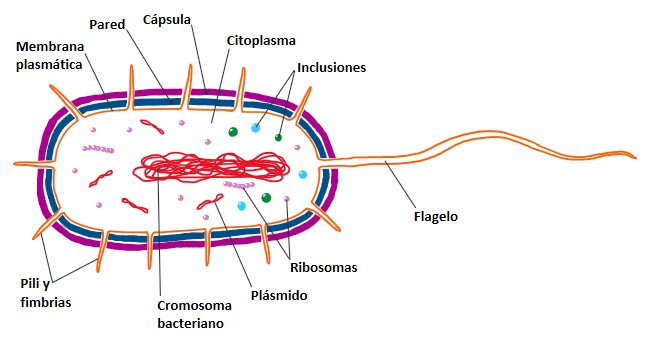 Cápsula
Pared
Citoplasma
Membrana
plasmática
Inclusiones
Flagelo
Ribosomas
Pili y
fimbrias
Plásmido
Cromosoma
bacteriano